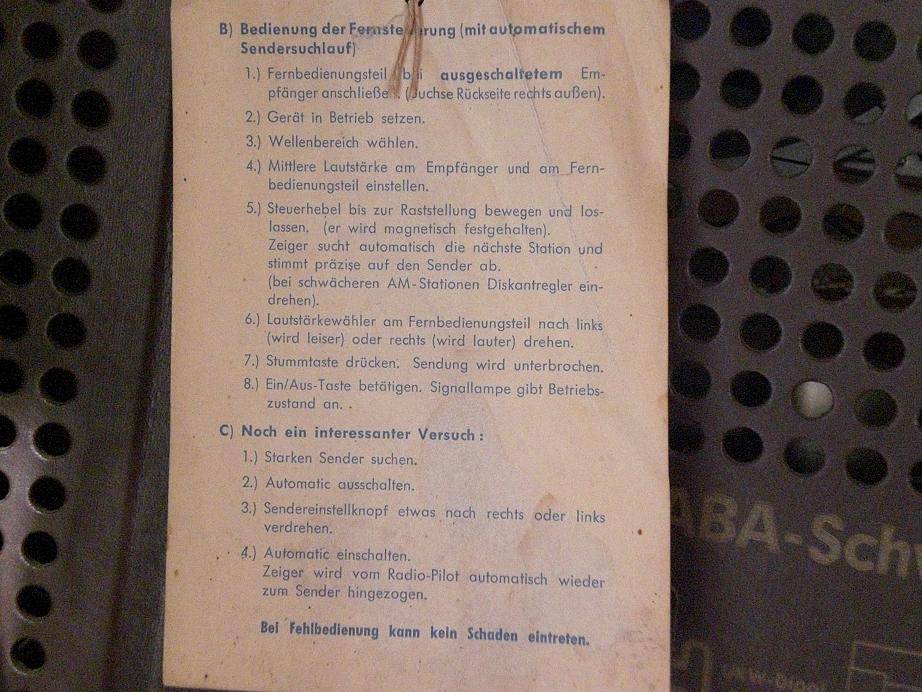 B) Bedienung der Fernsteuerung (mit automatischem
Sendersuchlauf)
1.) Fernbedienungsteil bei ausgeschaltetem Em-
pfänger anschließen. (Buchse Rückseite rechts außen).
2.) Gerät in Betrieb setzen.
3.) Wellenbereich wählen.
4.) Mittlere Lautstärke am Empfänger und am Fern-
bedienungsteil einstellen.
5.) Steuerhebel bis zur Raststellung bewegen und los-
lassen. (er wird magnetisch festgehalten).
Zeiger sucht automatisch die nächste Station und
stimmt präzise auf den Sender ab.
(bei schwächeren AM-Stationen Diskantregler ein-
drehen).
6.) Lautstärkewähler am Fernbedienungsteil nach links
(wird leiser) oder rechts (wird lauter) drehen.
7.) Stummtaste drücken. Sendung wird unterbrochen.
8.) Ein/Aus-Taste betätigen. Signallampe gibt Betriebs-
zustand an.
C) Noch ein interessanter Versuch:
1.) Starken Sender suchen.
2.) Automatic ausschalten.
3.) Sendereinstellknopf etwas nach rechts oder links
verdrehen.
4.) Automatic einschalten.
Zeiger wird vom Radio-Pilot automatisch wieder
zum Sender hingezogen.
Bei Fehlbedienung kann kein Schaden eintreten.
ABA-Schw